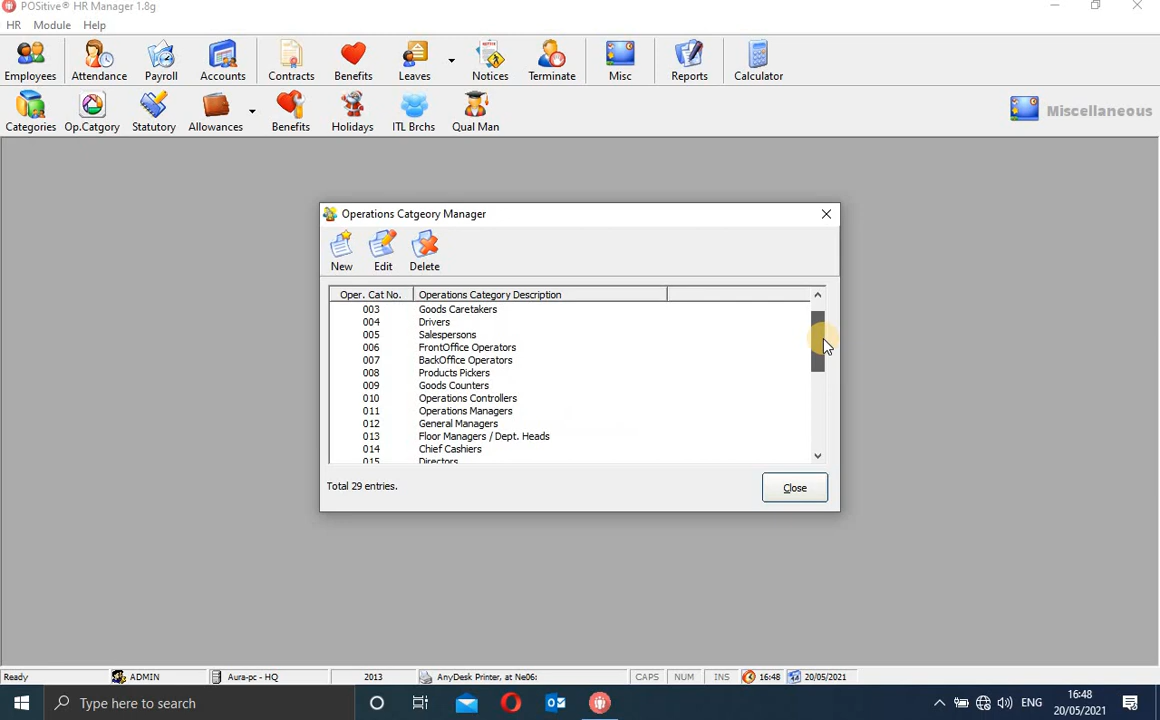 POSitive® HR Manager 1.8g
HR Module Help
Employees Attendance Payroll Accounts Contracts Benefits Leaves Notices Terminate Misc Reports Calculator
Categories Op.Catgory Statutory Allowances Benefits Holidays ITL Brchs Qual Man Miscellaneous
Operations Catgeory Manager
New Edit Delete
Oper. Cat No. Operations Category Description
003 Goods Caretakers
004 Drivers
005 Salespersons
006 FrontOffice Operators
007 BackOffice Operators
008 Products Pickers
009 Goods Counters
010 Operations Controllers
011 Operations Managers
012 General Managers
013 Floor Managers / Dept. Heads
014 Chief Cashiers
015 Directors
Total 29 entries.
Close
Ready ADMIN Aura-pc - HQ 2013 AnyDesk Printer, at Ne06: CAPS NUM INS 16:48 20/05/2021
Type here to search ENG 16:48
20/05/2021